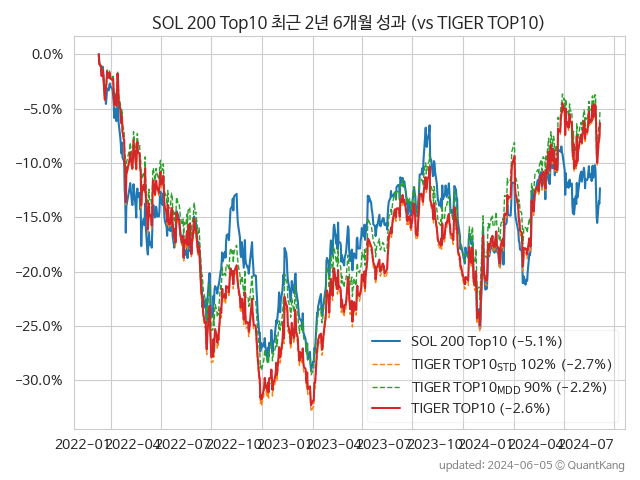 SOL 200 Top10 최근 2년 6개월 성과 (vs TIGER TOP10)
0.0%
−5.0%
−10.0%
−15.0%
−20.0%
−25.0%
−30.0%
SOL 200 Top10 (−5.1%)
TIGER TOP10STD 102% (−2.7%)
TIGER TOP10MDD 90% (−2.2%)
TIGER TOP10 (−2.6%)
2022-01 2022-04 2022-07 2022-10 2023-01 2023-04 2023-07 2023-10 2024-01 2024-04 2024-07
updated: 2024-06-05 © QuantKang